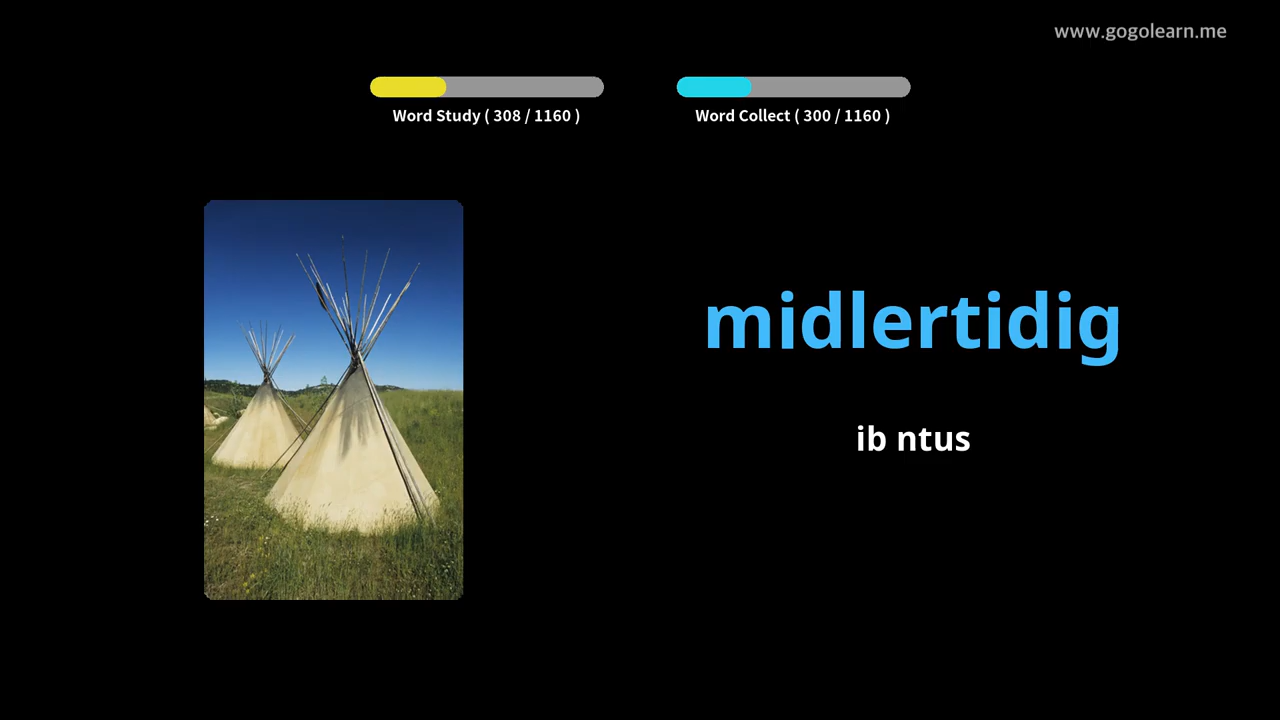 www.gogolearn.me
Word Study ( 308 / 1160 )
Word Collect ( 300 / 1160 )
midlertidig
ib ntus